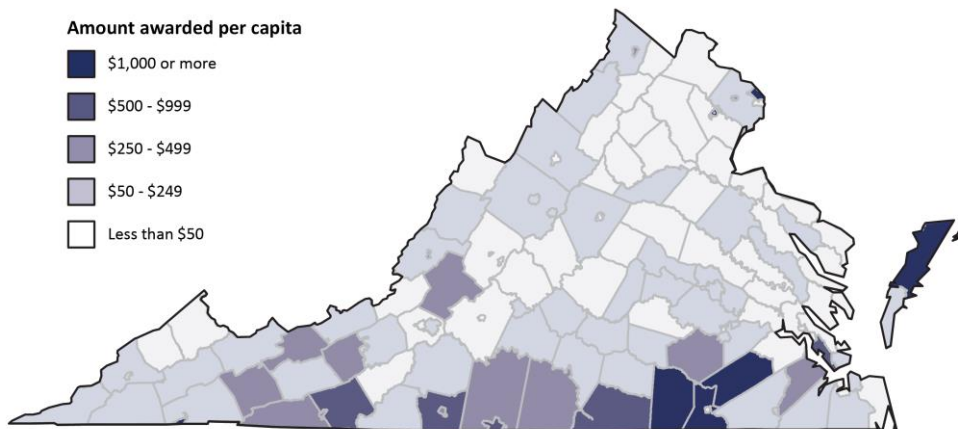 Amount awarded per capita
$1,000 or more
$500 - $999
$250 - $499
$50 - $249
Less than $50